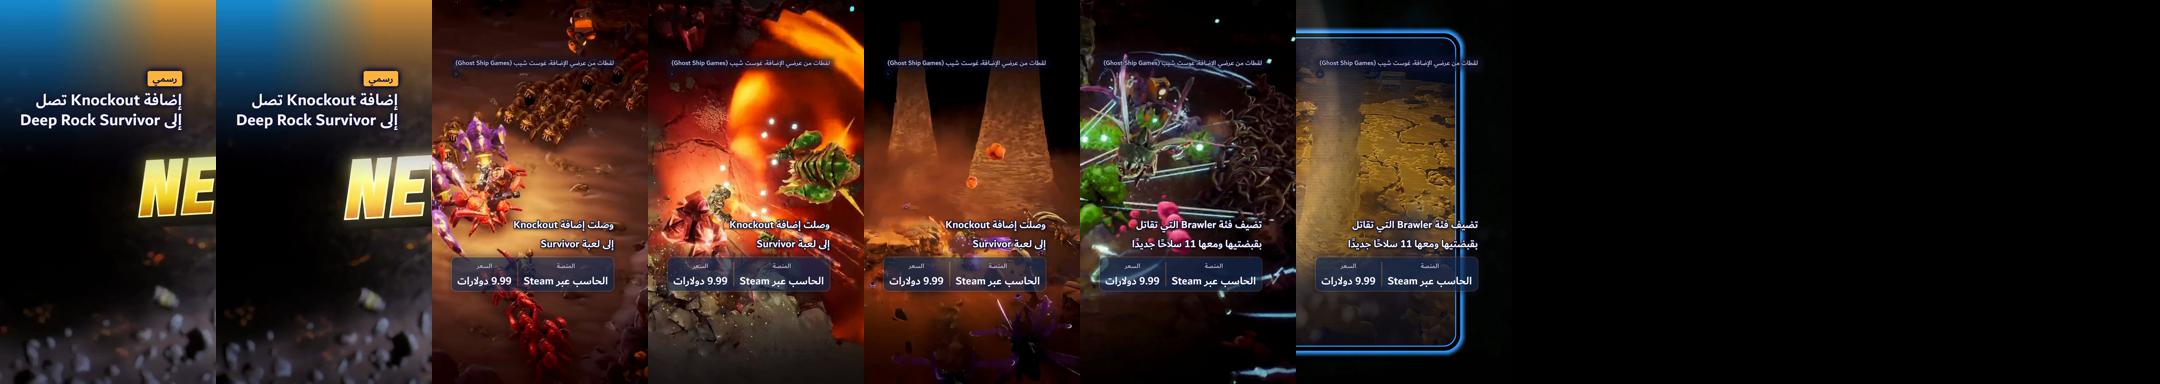 رسمي
إضافة Knockout تصل
إلى Deep Rock Survivor
NE
رسمي
إضافة Knockout تصل
إلى Deep Rock Survivor
NE
لقطات من عرض الإضافة، غوست شيب (Ghost Ship Games)
وصلت إضافة Knockout
إلى لعبة Survivor
المنصة
السعر
الحاسب عبر Steam
9.99 دولارات
لقطات من عرض الإضافة، غوست شيب (Ghost Ship Games)
وصلت إضافة Knockout
إلى لعبة Survivor
المنصة
السعر
الحاسب عبر Steam
9.99 دولارات
لقطات من عرض الإضافة، غوست شيب (Ghost Ship Games)
وصلت إضافة Knockout
إلى لعبة Survivor
المنصة
السعر
الحاسب عبر Steam
9.99 دولارات
لقطات من عرض الإضافة، غوست شيب (Ghost Ship Games)
تضيف فئة Brawler التي تقاتل
بقبضتيها ومعها 11 سلاحًا جديدًا
المنصة
السعر
الحاسب عبر Steam
9.99 دولارات
لقطات من عرض الإضافة، غوست شيب (Ghost Ship Games)
تضيف فئة Brawler التي تقاتل
بقبضتيها ومعها 11 سلاحًا جديدًا
المنصة
السعر
الحاسب عبر Steam
9.99 دولارات